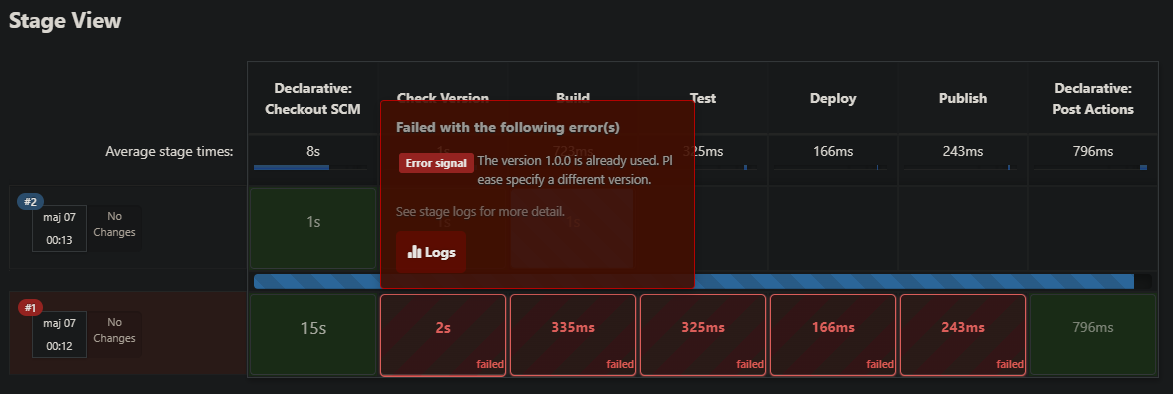 Stage View
Declarative:
Checkout SCM
Check Version
Build
Test
Deploy
Publish
Declarative:
Post Actions
Average stage times:
8s
1s
723ms
325ms
166ms
243ms
796ms
Failed with the following error(s)
Error signal
The version 1.0.0 is already used. Pl
ease specify a different version.
See stage logs for more detail.
Logs
#2
maj 07
00:13
No
Changes
1s
1s
1s
#1
maj 07
00:12
No
Changes
15s
2s
failed
335ms
failed
325ms
failed
166ms
failed
243ms
failed
796ms